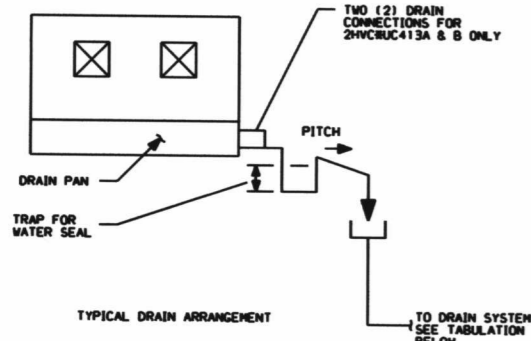 TWO (2) DRAIN
CONNECTIONS FOR
2HVC*UC413A & B ONLY
PITCH
DRAIN PAN
TRAP FOR
WATER SEAL
TYPICAL DRAIN ARRANGEMENT
TO DRAIN SYSTEM
SEE TABULATION
BELOW